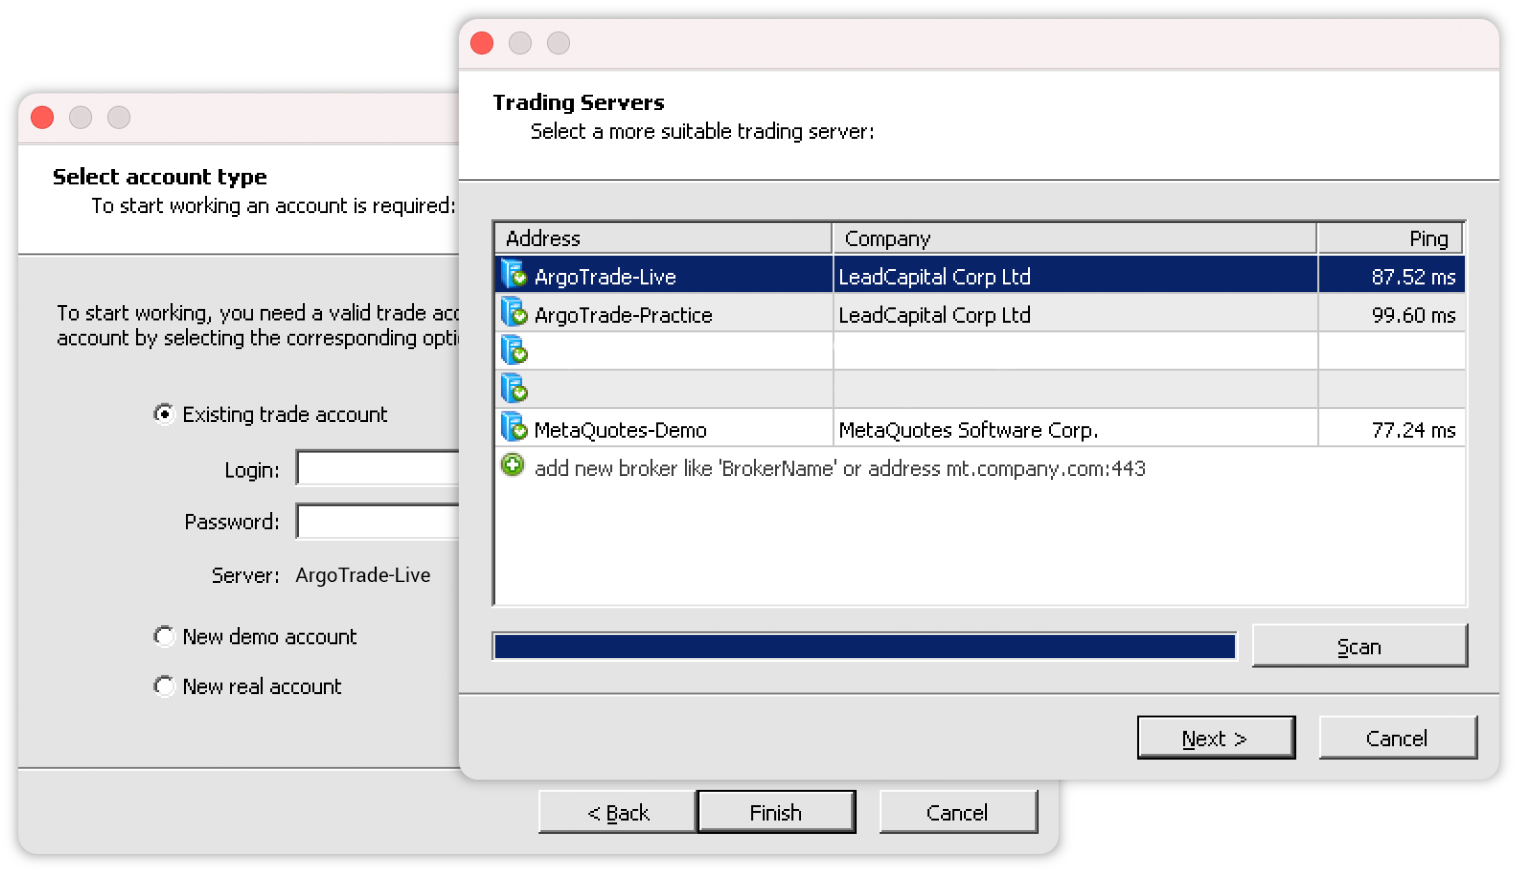 Trading Servers
Select a more suitable trading server:
Address Company Ping
ArgoTrade-Live LeadCapital Corp Ltd 87.52 ms
ArgoTrade-Practice LeadCapital Corp Ltd 99.60 ms
MetaQuotes-Demo MetaQuotes Software Corp. 77.24 ms
add new broker like 'BrokerName' or address mt.company.com:443
Scan
Next > Cancel
Select account type
To start working an account is required:
To start working, you need a valid trade
account by selecting the corresponding
Existing trade account
Login:
Password:
Server: ArgoTrade-Live
New demo account
New real account
< Back Finish Cancel